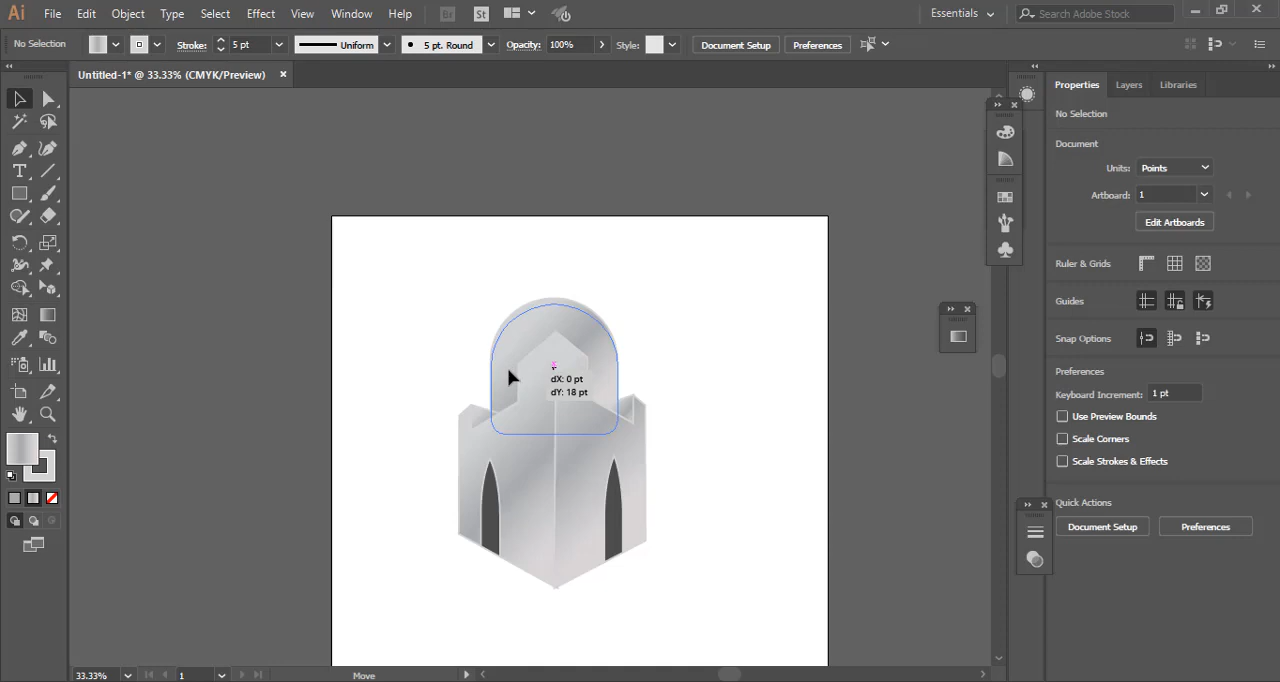 Ai File Edit Object Type Select Effect View Window Help Br St Essentials Search Adobe Stock
No Selection Stroke: 5 pt Uniform 5 pt. Round Opacity: 100% Style: Document Setup Preferences
Untitled-1* @ 33.33% (CMYK/Preview)
Properties Layers Libraries
No Selection
Document
Units: Points
Artboard: 1
Edit Artboards
Ruler & Grids
Guides
Snap Options
Preferences
Keyboard Increment: 1 pt
Use Preview Bounds
Scale Corners
Scale Strokes & Effects
Quick Actions
Document Setup Preferences
dX: 0 pt
dY: 18 pt
33.33% 1 Move